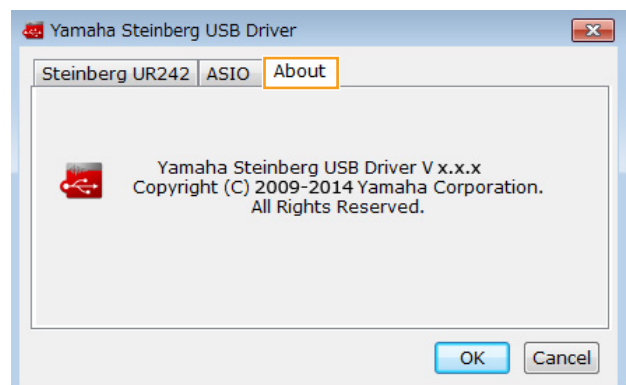 Yamaha Steinberg USB Driver
Steinberg UR242 ASIO About
Yamaha Steinberg USB Driver V x.x.x
Copyright (C) 2009-2014 Yamaha Corporation.
All Rights Reserved.
OK Cancel